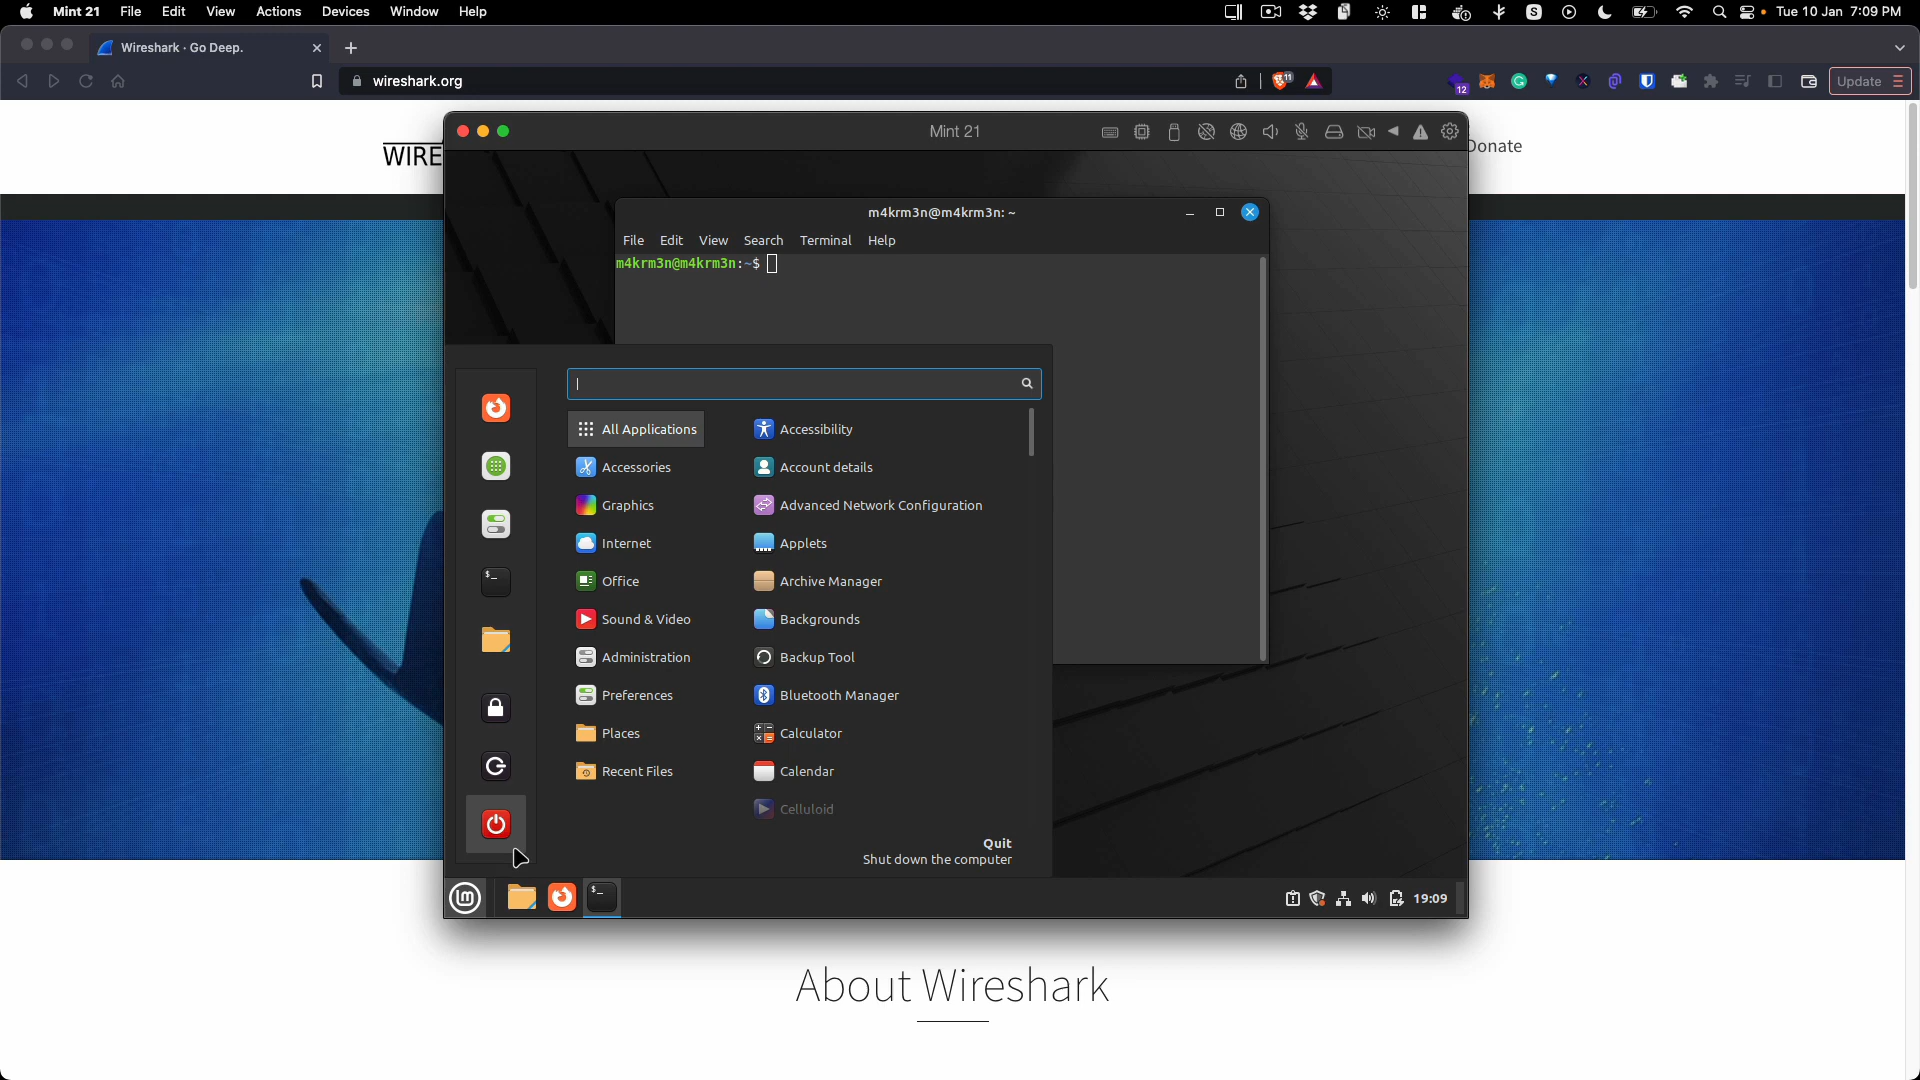 Mint 21 File Edit View Actions Devices Window Help
Tue 10 Jan 7:09 PM
Wireshark · Go Deep.
wireshark.org
11
12
Update
WIRE
Donate
Mint 21
m4krm3n@m4krm3n: ~
File Edit View Search Terminal Help
m4krm3n@m4krm3n:~$
All Applications
Accessories
Graphics
Internet
Office
Sound & Video
Administration
Preferences
Places
Recent Files
Accessibility
Account details
Advanced Network Configuration
Applets
Archive Manager
Backgrounds
Backup Tool
Bluetooth Manager
Calculator
Calendar
Celluloid
Quit
Shut down the computer
19:09
About Wireshark